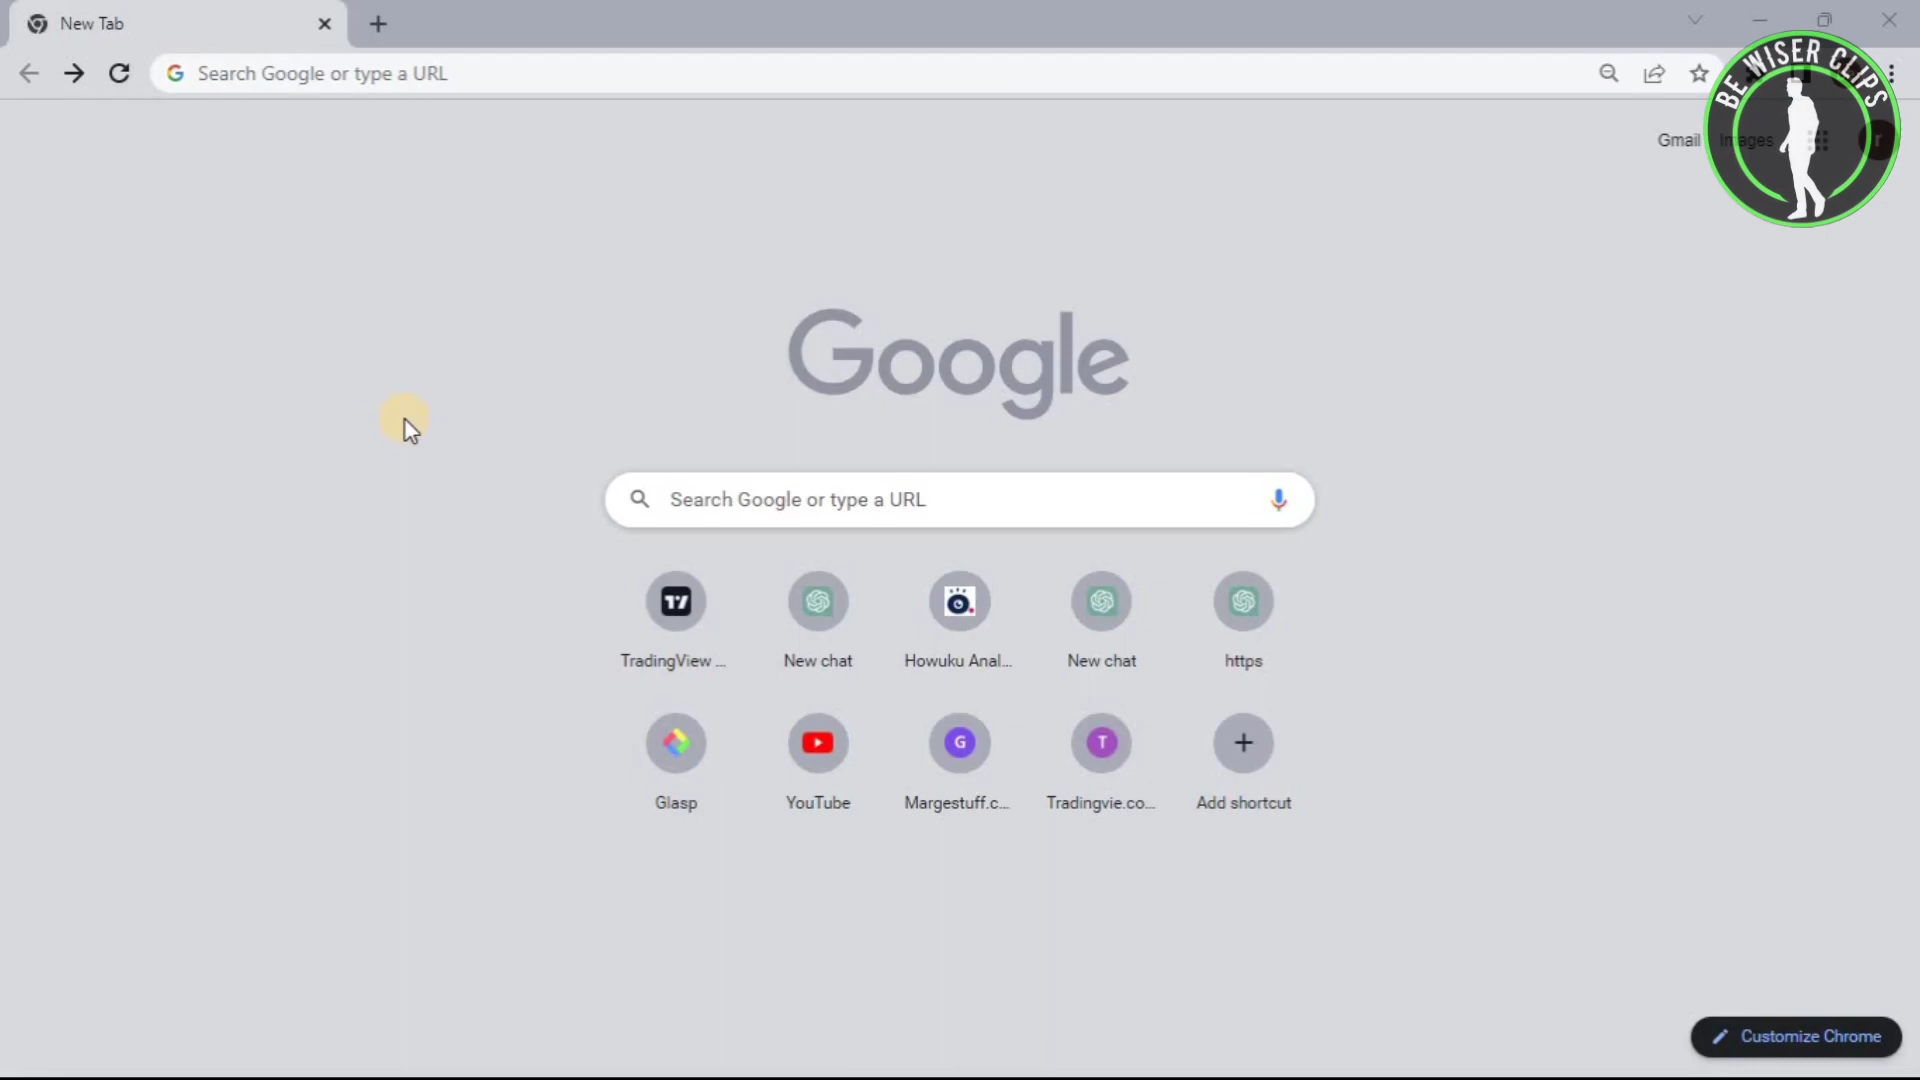 New Tab
Search Google or type a URL
BE WISER CLIPS
Gmail
Images
r
Google
Search Google or type a URL
TradingView ...
New chat
Howuku Anal...
New chat
https
G
T
Glasp
YouTube
Margestuff.c...
Tradingvie.co...
Add shortcut
Customize Chrome